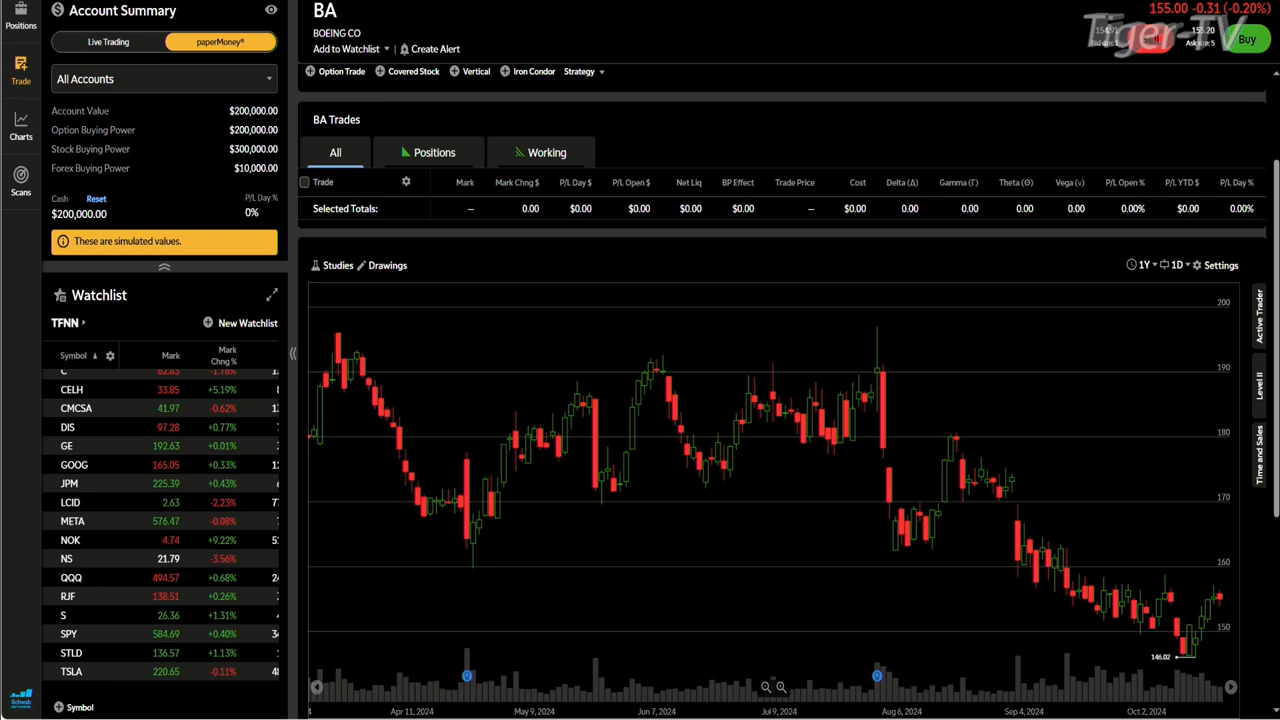 Positions
Trade
Charts
Scans
Schwab
NETWORK
Account Summary
Live Trading
paperMoney®
All Accounts
Account Value $200,000.00
Option Buying Power $200,000.00
Stock Buying Power $300,000.00
Forex Buying Power $10,000.00
Cash Reset P/L Day %
$200,000.00 0%
These are simulated values.
Watchlist
TFNN
New Watchlist
Symbol Mark Mark Chng %
C 62.83 -1.78%
CELH 33.85 +5.19%
CMCSA 41.97 -0.62%
DIS 97.28 +0.77%
GE 192.63 +0.01%
GOOG 165.05 +0.33%
JPM 225.39 +0.43%
LCID 2.63 -2.23%
META 576.47 -0.08%
NOK 4.74 +9.22%
NS 21.79 -3.56%
QQQ 494.57 +0.68%
RJF 138.51 +0.26%
S 26.36 +1.31%
SPY 584.69 +0.40%
STLD 136.57 +1.13%
TSLA 220.65 -0.11%
Symbol
BA
BOEING CO
Add to Watchlist
Create Alert
155.00 -0.31 (-0.20%)
Tiger-TV
155.20
Ask size: 5
Buy
Option Trade Covered Stock Vertical Iron Condor Strategy
BA Trades
All Positions Working
Trade Mark Mark Chng $ P/L Day $ P/L Open $ Net Liq BP Effect Trade Price Cost Delta (Δ) Gamma (Γ) Theta (Θ) Vega (ν) P/L Open % P/L YTD $ P/L Day %
Selected Totals: — 0.00 $0.00 $0.00 $0.00 $0.00 — $0.00 0.00 0.00 0.00 0.00 0.00% $0.00 0.00%
Studies Drawings
1Y 1D Settings
200
190
180
170
160
150
146.02
Apr 11, 2024 May 9, 2024 Jun 7, 2024 Jul 9, 2024 Aug 6, 2024 Sep 4, 2024 Oct 2, 2024
Active Trader
Level II
Time and Sales